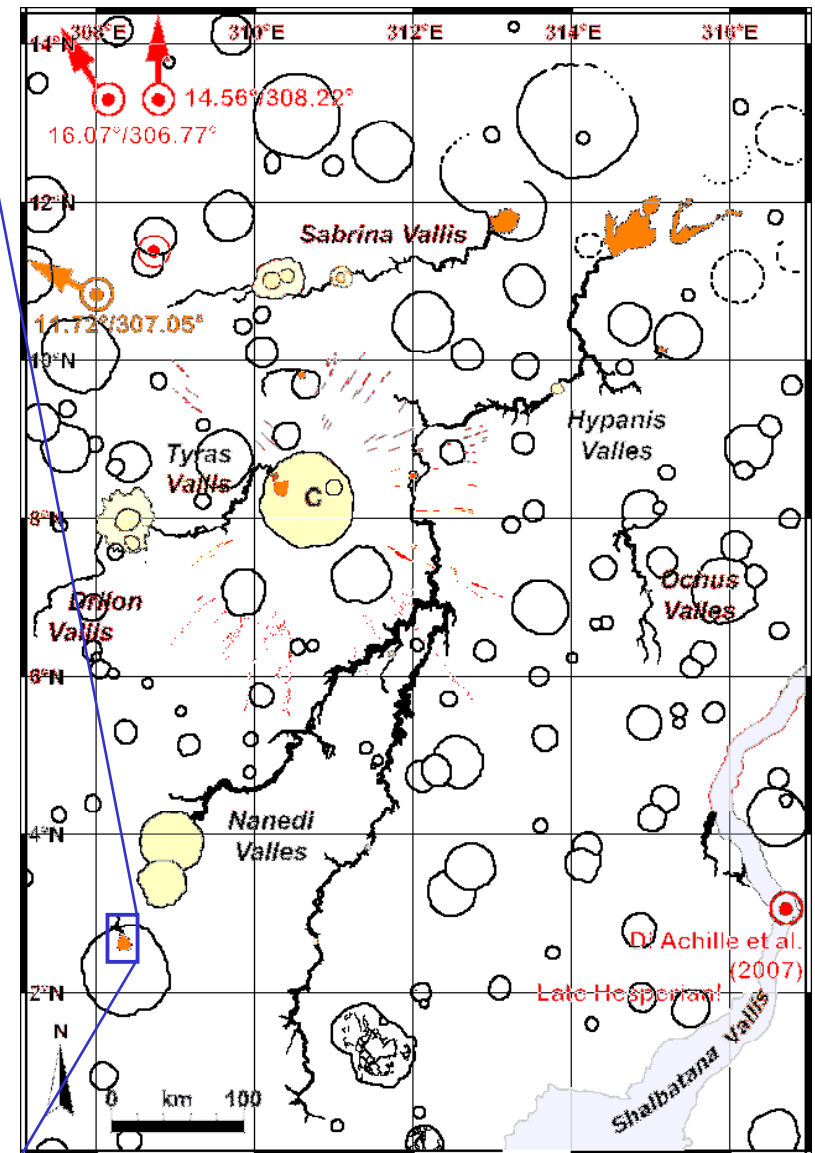 308°E 310°E 312°E 314°E 316°E
14°N
14.56°/308.22°
16.07°/306.77°
12°N
Sabrina Vallis
11.72°/307.05°
10°N
Hypanis
Valles
Tyras
Vallis
C
8°N
Ochus
Valles
Drilon
Vallis
6°N
Nanedi
Valles
4°N
Di Achille et al.
(2007)
Late Hesperian!
2°N
Shalbatana Vallis
N
0 km 100